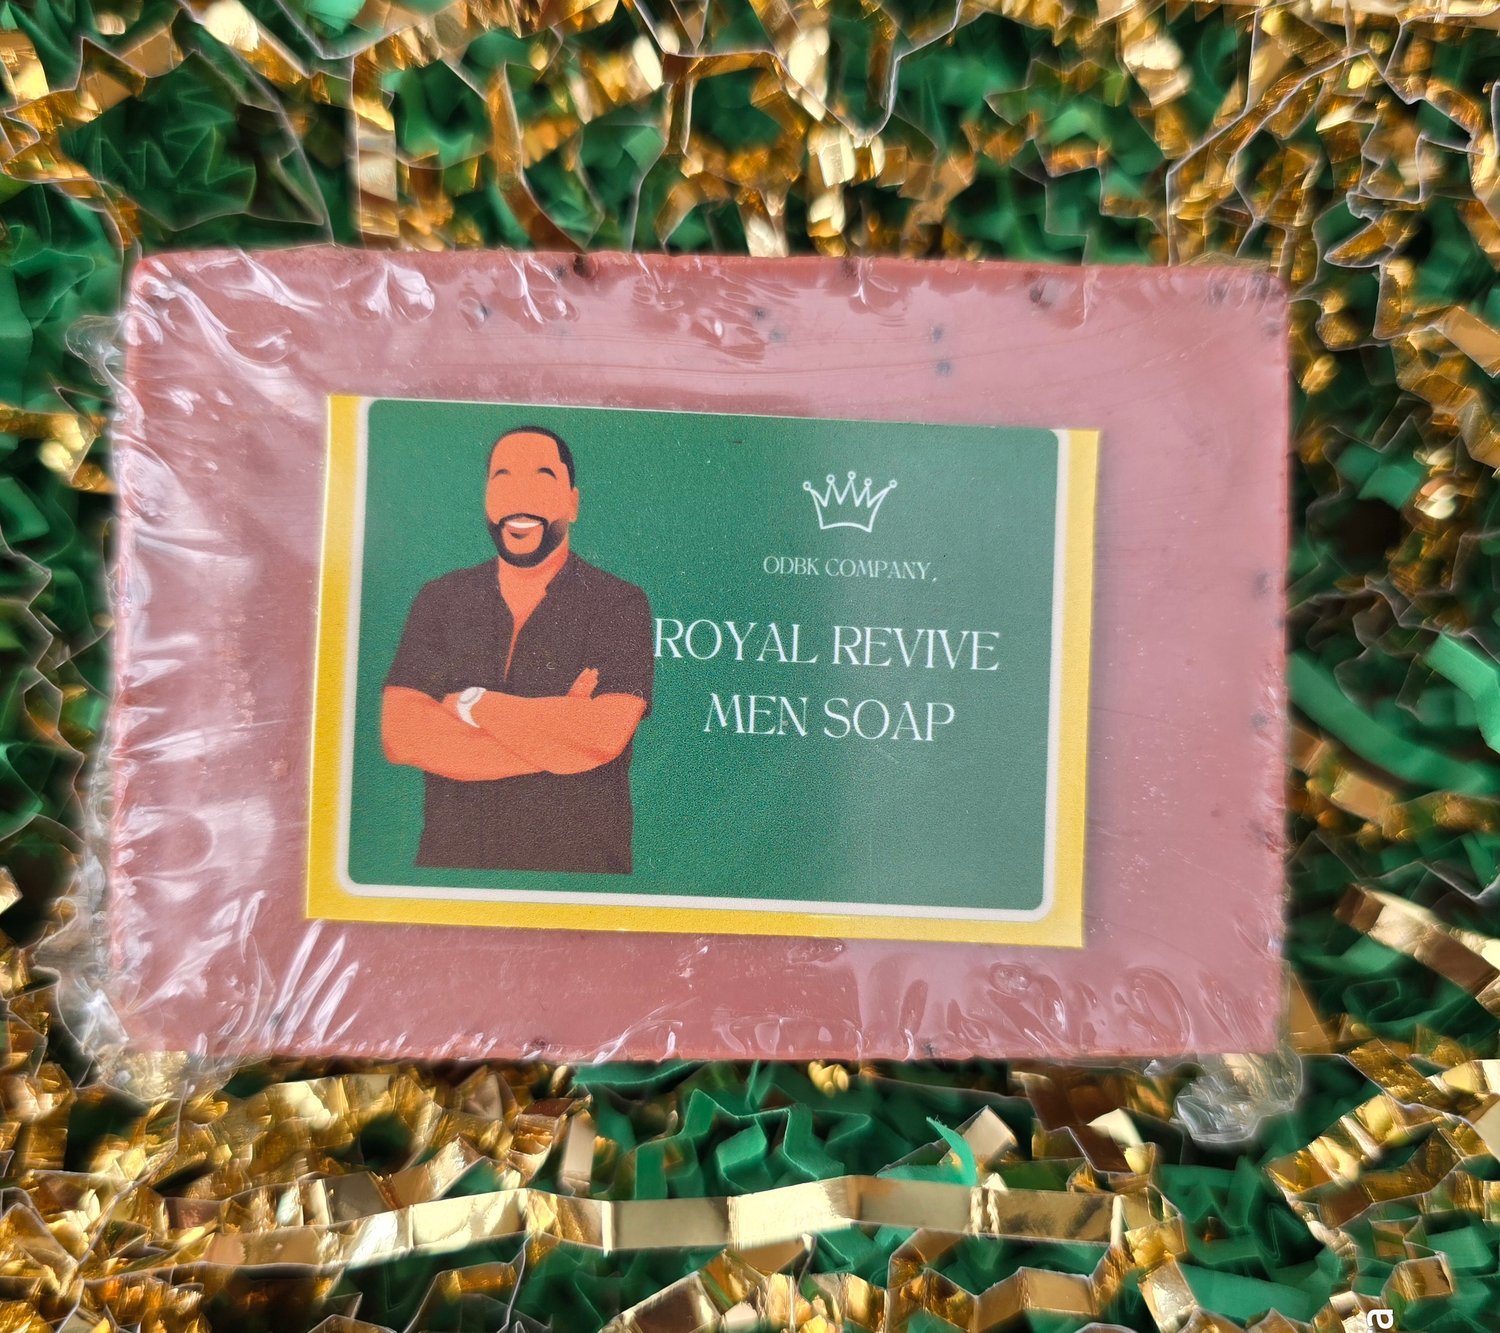 ODBK COMPANY,
ROYAL REVIVE
MEN SOAP
a